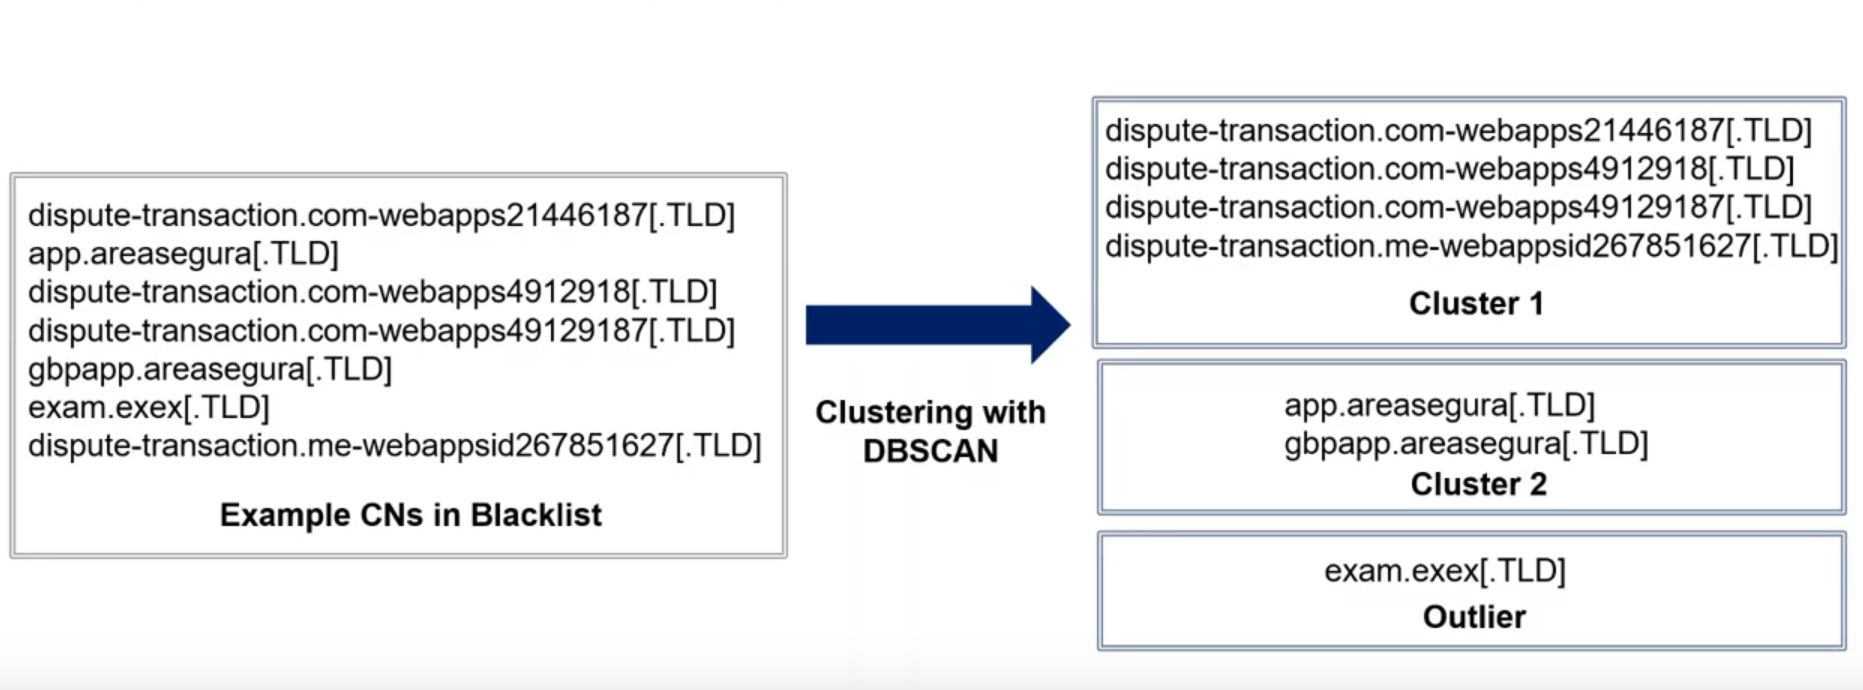 dispute-transaction.com-webapps21446187[.TLD]
app.areasegura[.TLD]
dispute-transaction.com-webapps4912918[.TLD]
dispute-transaction.com-webapps49129187[.TLD]
gbpapp.areasegura[.TLD]
exam.exex[.TLD]
dispute-transaction.me-webappsid267851627[.TLD]
Example CNs in Blacklist
Clustering with
DBSCAN
dispute-transaction.com-webapps21446187[.TLD]
dispute-transaction.com-webapps4912918[.TLD]
dispute-transaction.com-webapps49129187[.TLD]
dispute-transaction.me-webappsid267851627[.TLD]
Cluster 1
app.areasegura[.TLD]
gbpapp.areasegura[.TLD]
Cluster 2
exam.exex[.TLD]
Outlier